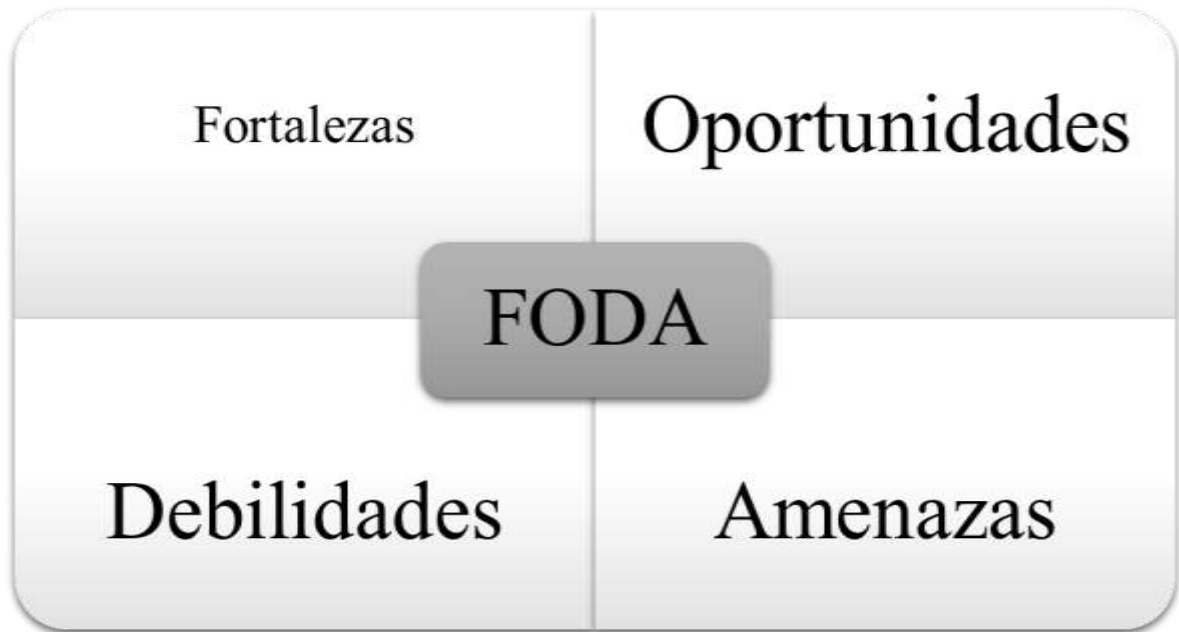 Fortalezas
Oportunidades
FODA
Debilidades
Amenazas